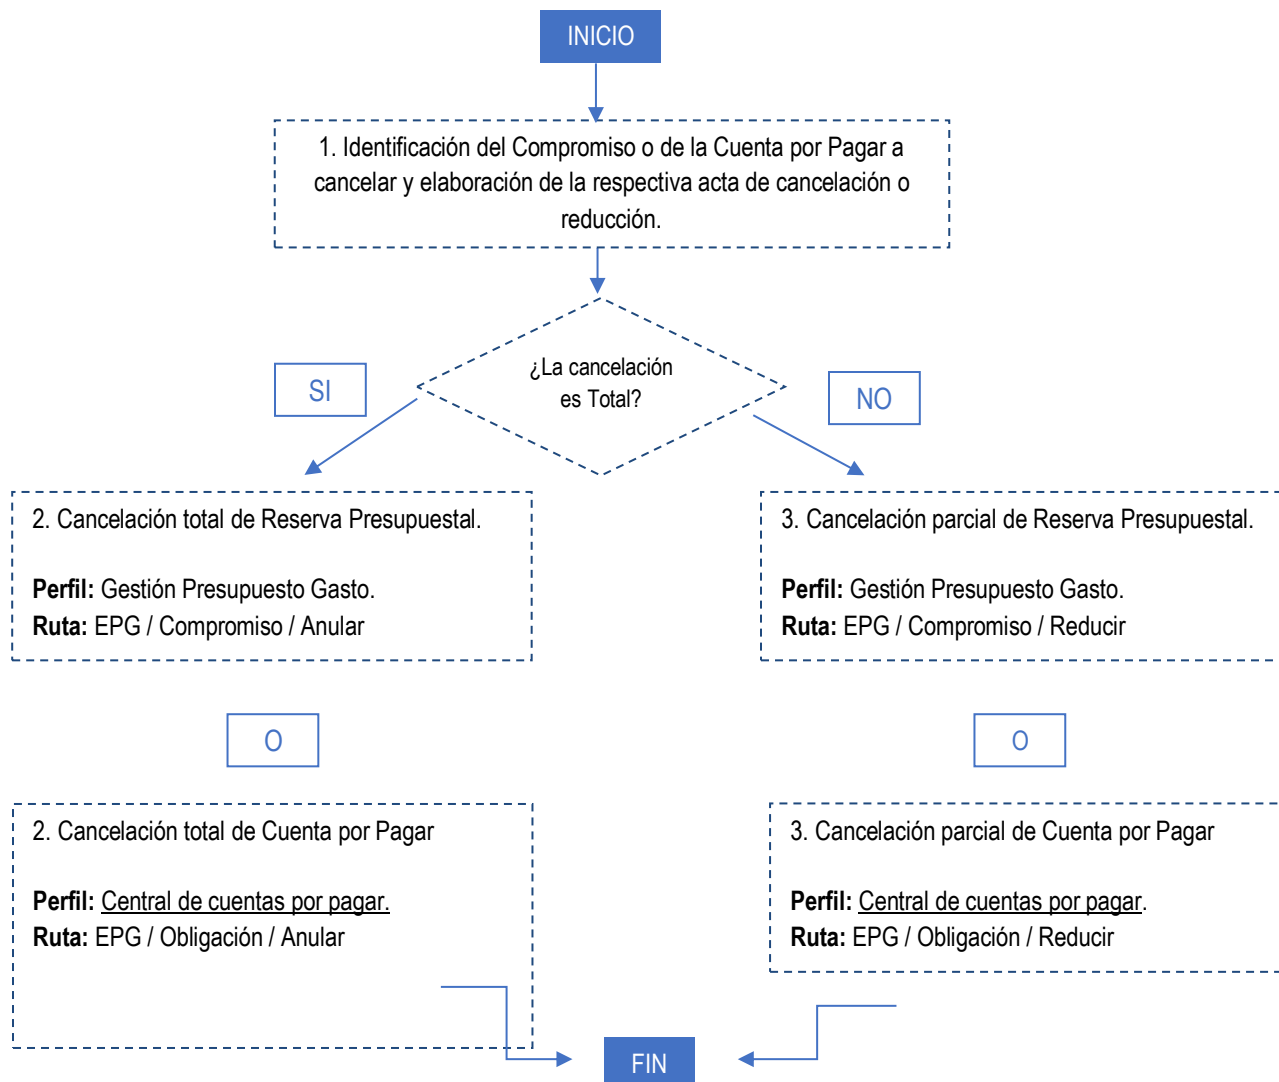 INICIO
1. Identificación del Compromiso o de la Cuenta por Pagar a
cancelar y elaboración de la respectiva acta de cancelación o
reducción.
¿La cancelación
es Total?
SI
NO
2. Cancelación total de Reserva Presupuestal.
Perfil: Gestión Presupuesto Gasto.
Ruta: EPG / Compromiso / Anular
3. Cancelación parcial de Reserva Presupuestal.
Perfil: Gestión Presupuesto Gasto.
Ruta: EPG / Compromiso / Reducir
O
O
2. Cancelación total de Cuenta por Pagar
Perfil: Central de cuentas por pagar.
Ruta: EPG / Obligación / Anular
3. Cancelación parcial de Cuenta por Pagar
Perfil: Central de cuentas por pagar.
Ruta: EPG / Obligación / Reducir
FIN